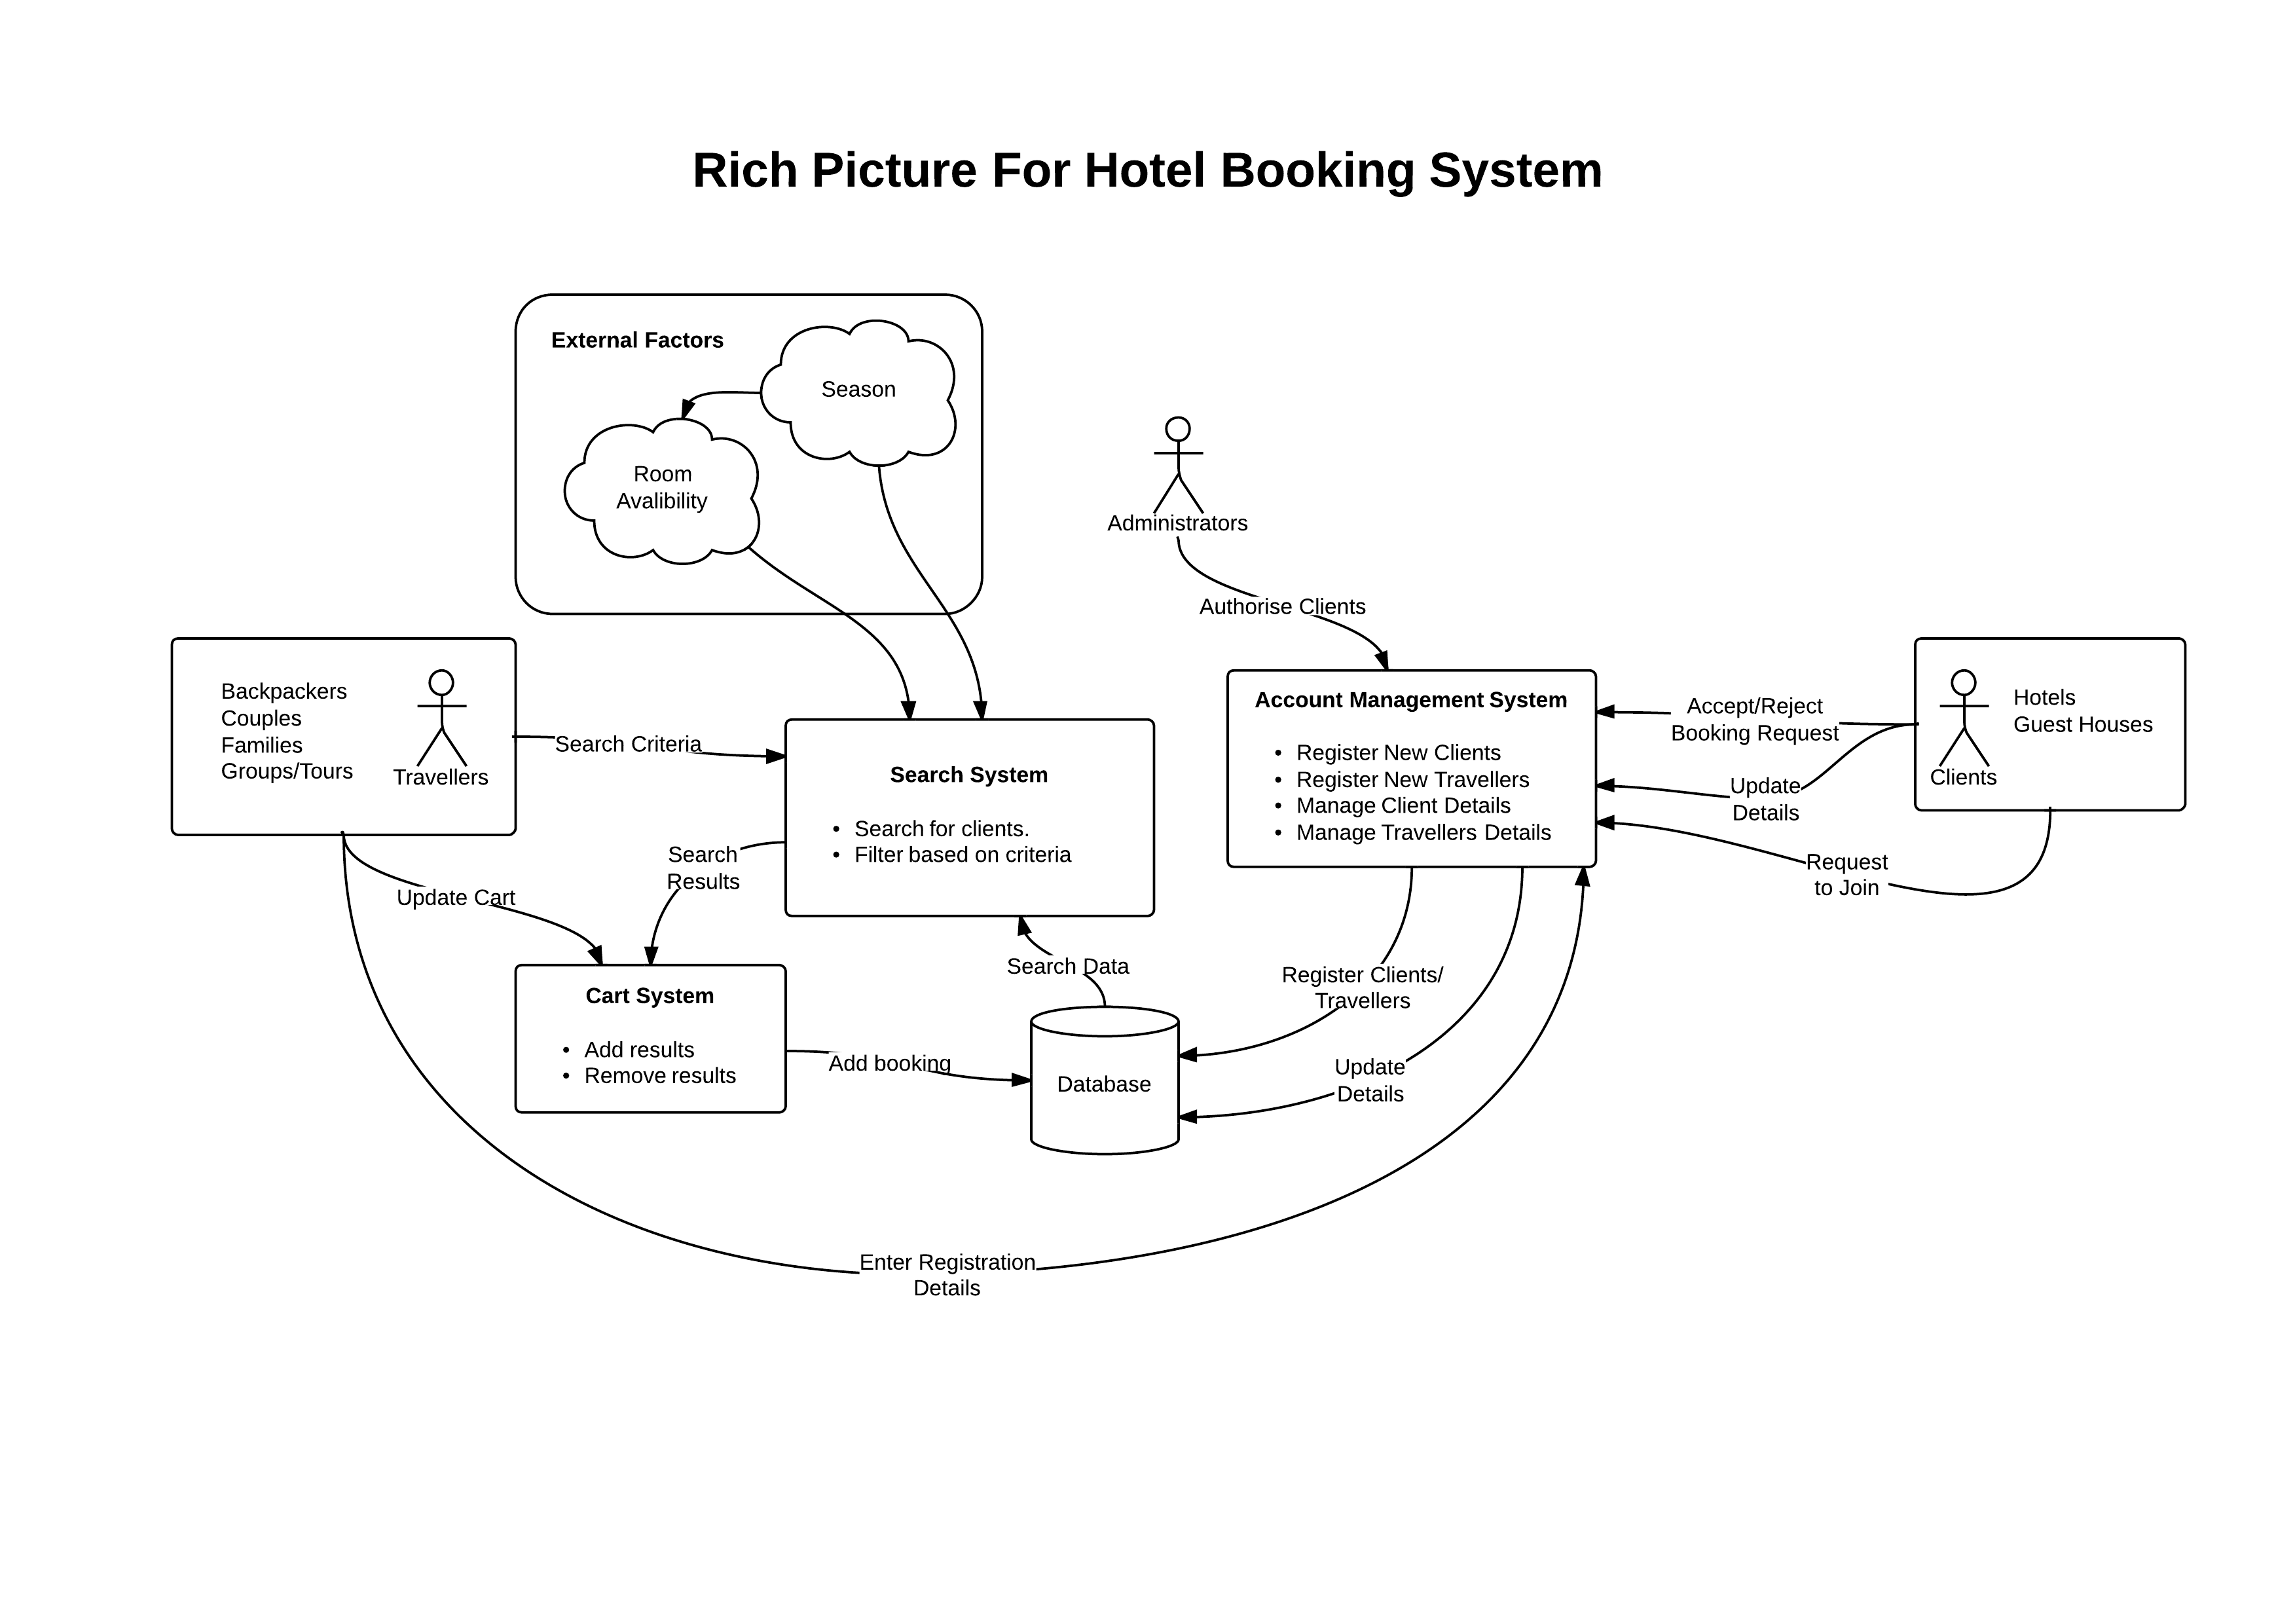 Rich Picture For Hotel Booking System
External Factors
Season
Room
Avalibility
Administrators
Authorise Clients
Backpackers
Couples
Families
Groups/Tours
Travellers
Search Criteria
Search System
• Search for clients.
• Filter based on criteria
Account Management System
• Register New Clients
• Register New Travellers
• Manage Client Details
• Manage Travellers Details
Accept/Reject
Booking Request
Update
Details
Request
to Join
Hotels
Guest Houses
Clients
Search
Results
Update Cart
Cart System
• Add results
• Remove results
Add booking
Search Data
Database
Register Clients/
Travellers
Update
Details
Enter Registration
Details